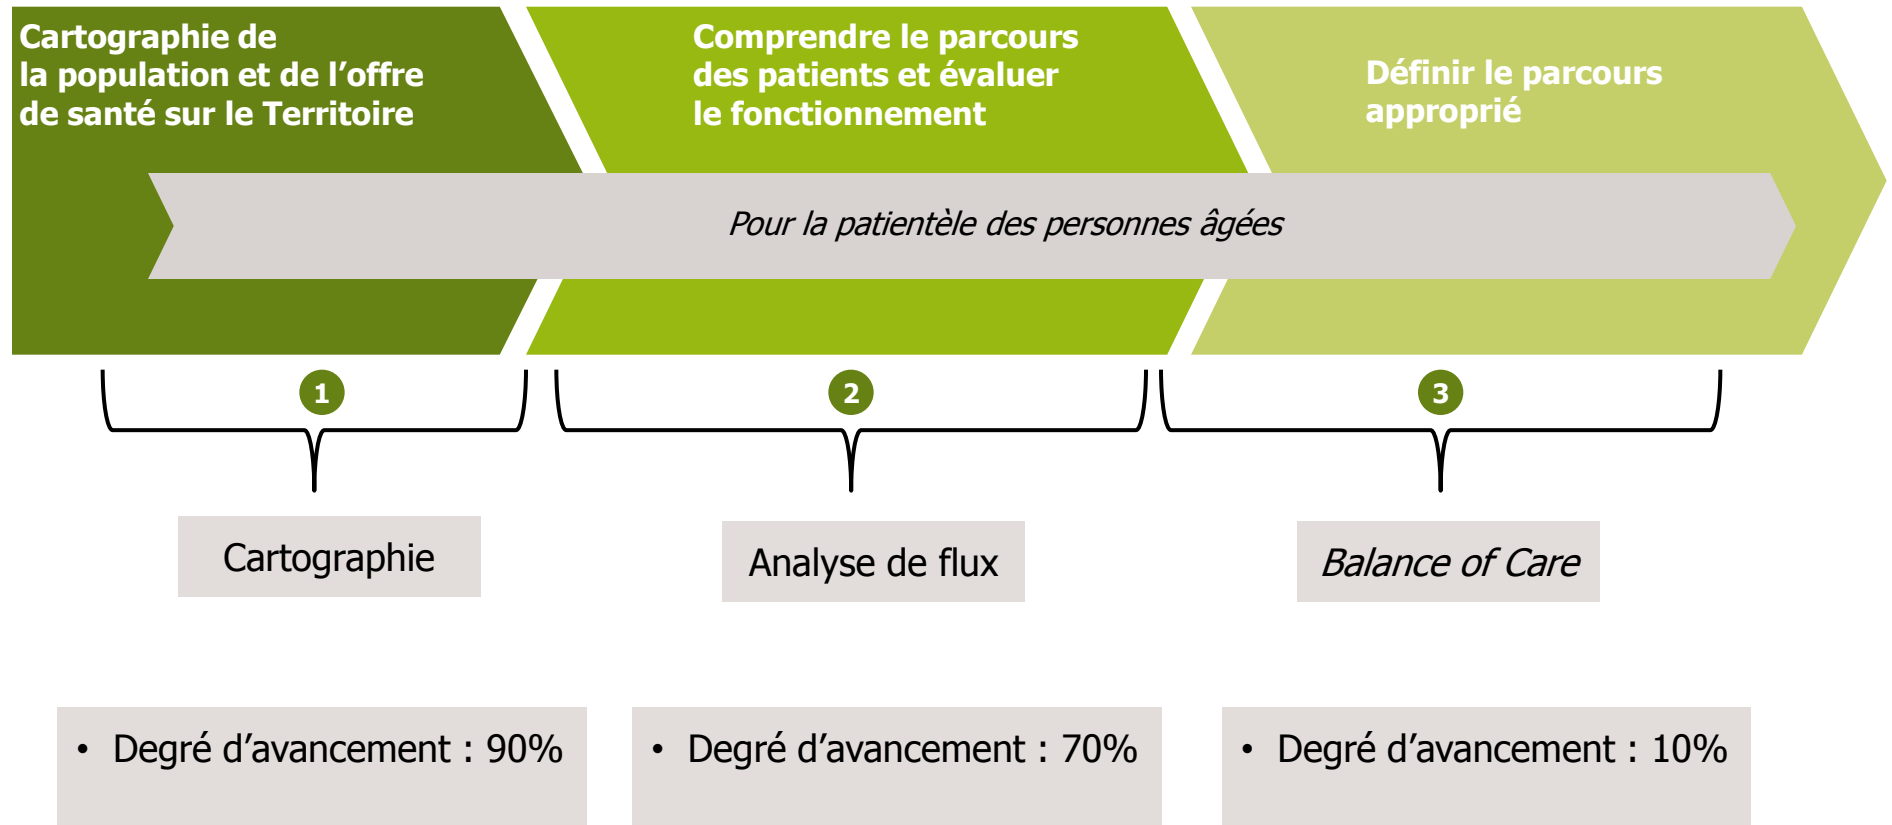 Cartographie de
la population et de l’offre
de santé sur le Territoire
Comprendre le parcours
des patients et évaluer
le fonctionnement
Définir le parcours
approprié
Pour la patientèle des personnes âgées
1
2
3
Cartographie
Analyse de flux
Balance of Care
• Degré d’avancement : 90%
• Degré d’avancement : 70%
• Degré d’avancement : 10%